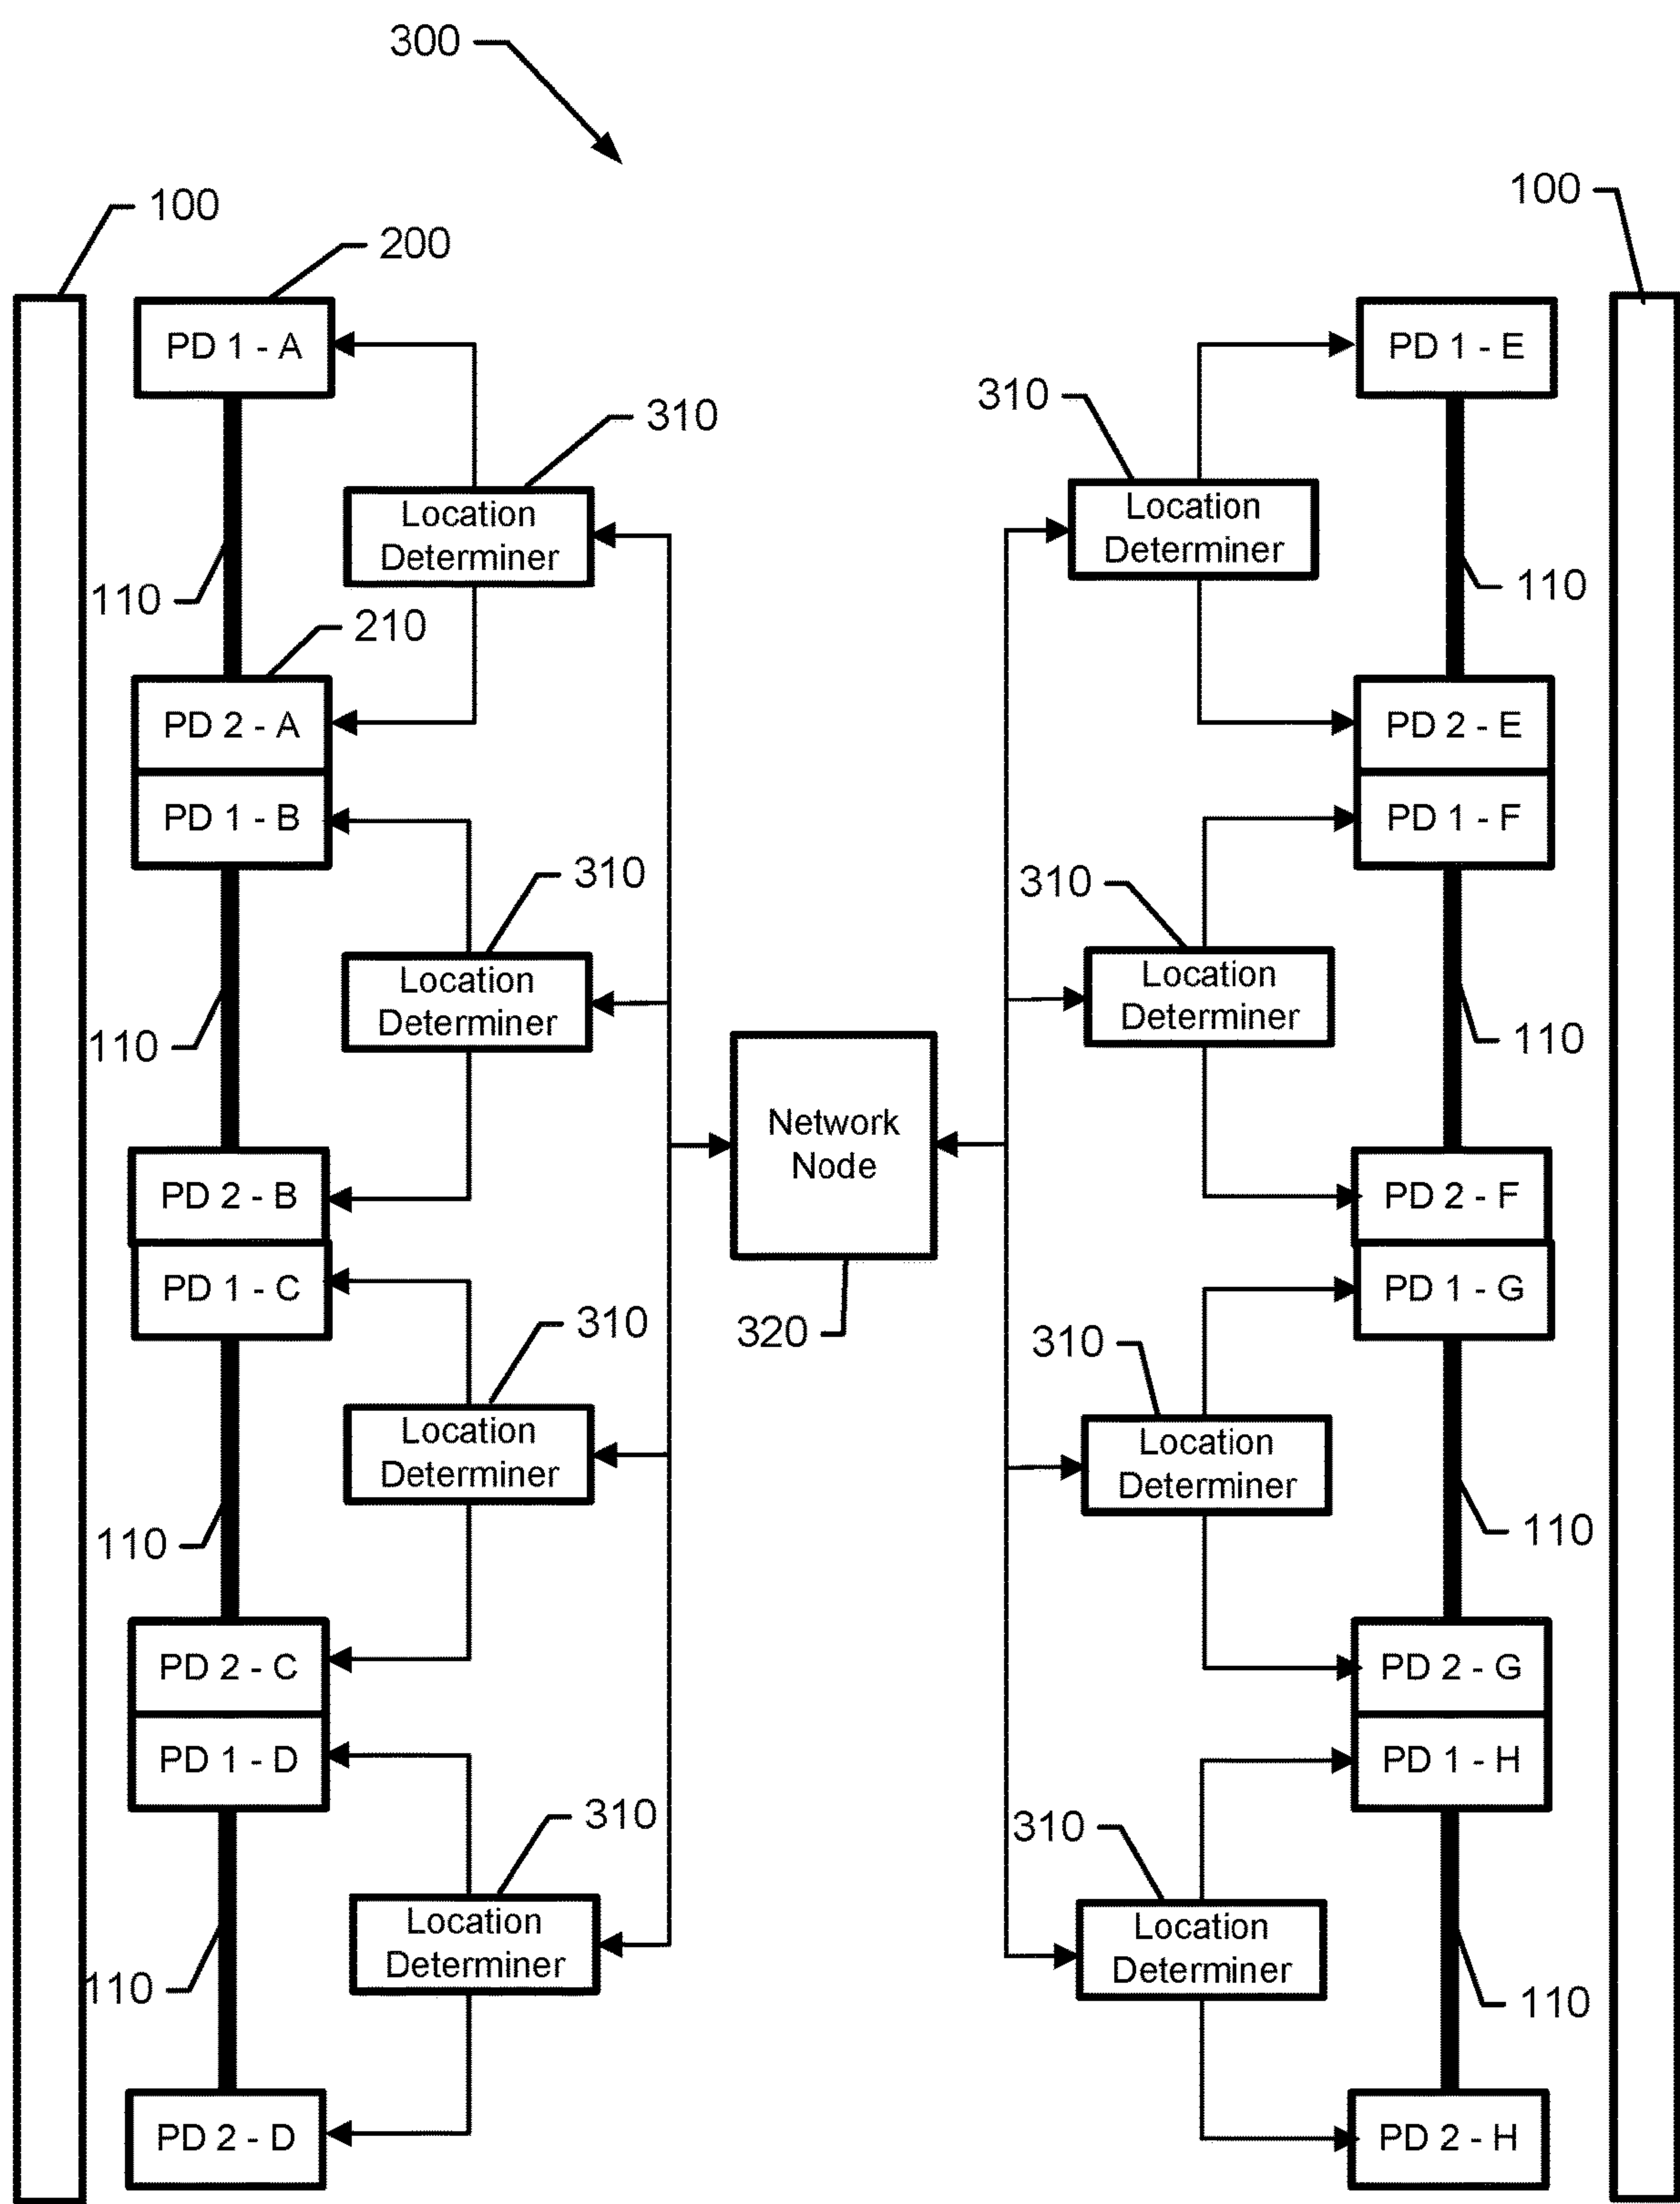 300
100
100
200
PD 1 - A
PD 1 - E
310
310
Location
Determiner
Location
Determiner
110
110
210
PD 2 - A
PD 2 - E
PD 1 - B
PD 1 - F
310
310
Location
Determiner
Location
Determiner
110
110
Network
Node
PD 2 - B
PD 2 - F
PD 1 - C
PD 1 - G
320
310
310
Location
Determiner
Location
Determiner
110
110
PD 2 - C
PD 2 - G
PD 1 - D
PD 1 - H
310
310
Location
Determiner
Location
Determiner
110
110
PD 2 - D
PD 2 - H